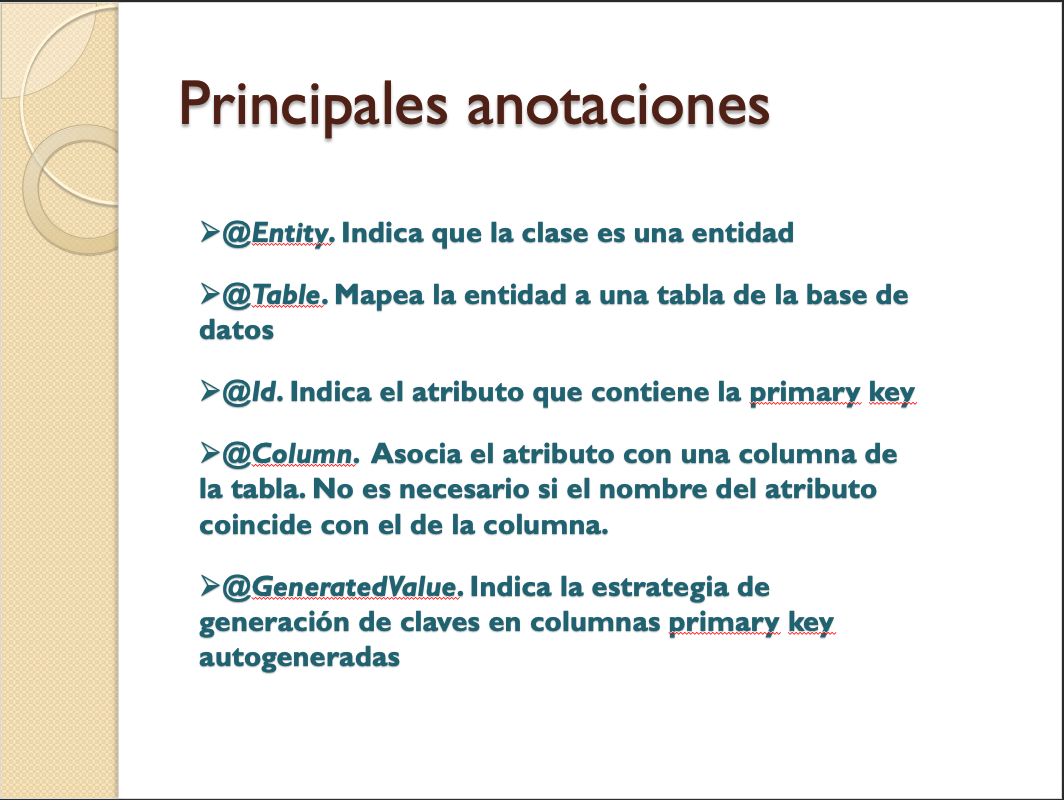 Principales anotaciones
➢@Entity. Indica que la clase es una entidad
➢@Table. Mapea la entidad a una tabla de la base de
datos
➢@Id. Indica el atributo que contiene la primary key
➢@Column.  Asocia el atributo con una columna de
la tabla. No es necesario si el nombre del atributo
coincide con el de la columna.
➢@GeneratedValue. Indica la estrategia de
generación de claves en columnas primary key
autogeneradas